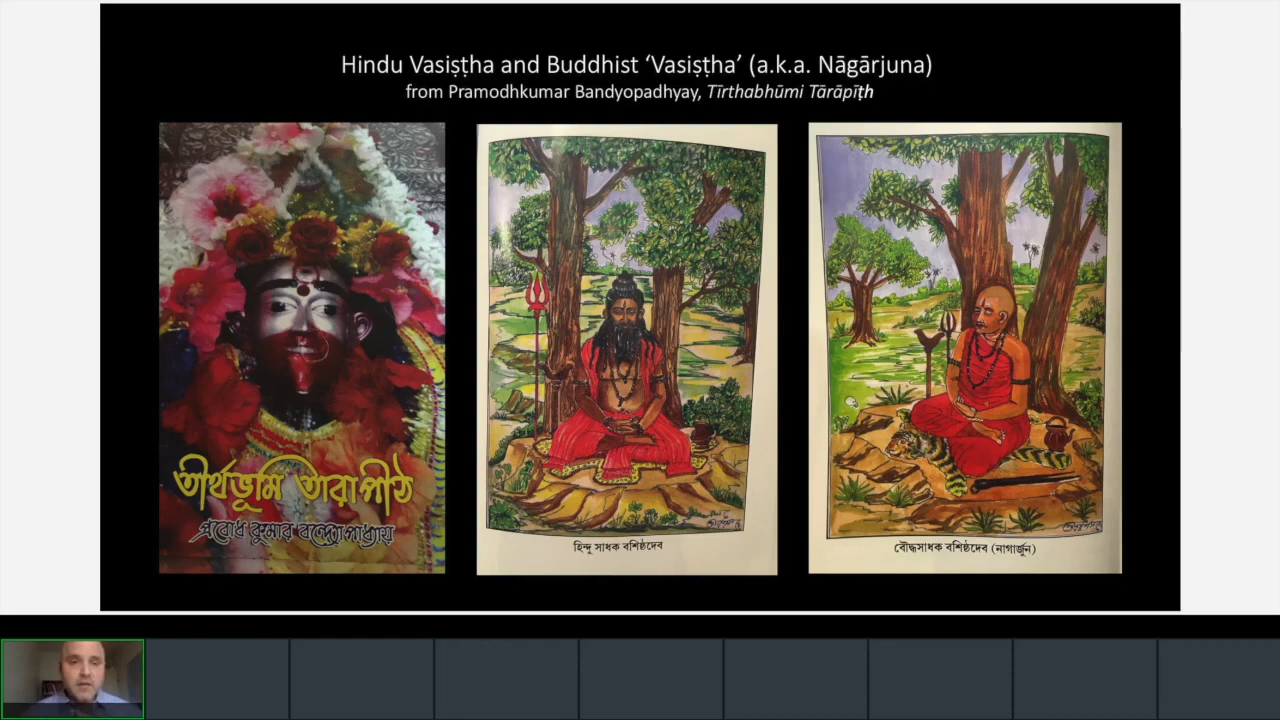 Hindu Vasiṣṭha and Buddhist ‘Vasiṣṭha’ (a.k.a. Nāgārjuna)
from Pramodhkumar Bandyopadhyay, Tīrthabhūmi Tārāpīṭh
তীর্থভূমি তারাপীঠ
প্রবোধ কুমার বন্দ্যোপাধ্যায়
হিন্দু সাধক বশিষ্ঠদেব
বৌদ্ধসাধক বশিষ্ঠদেব (নাগার্জুন)